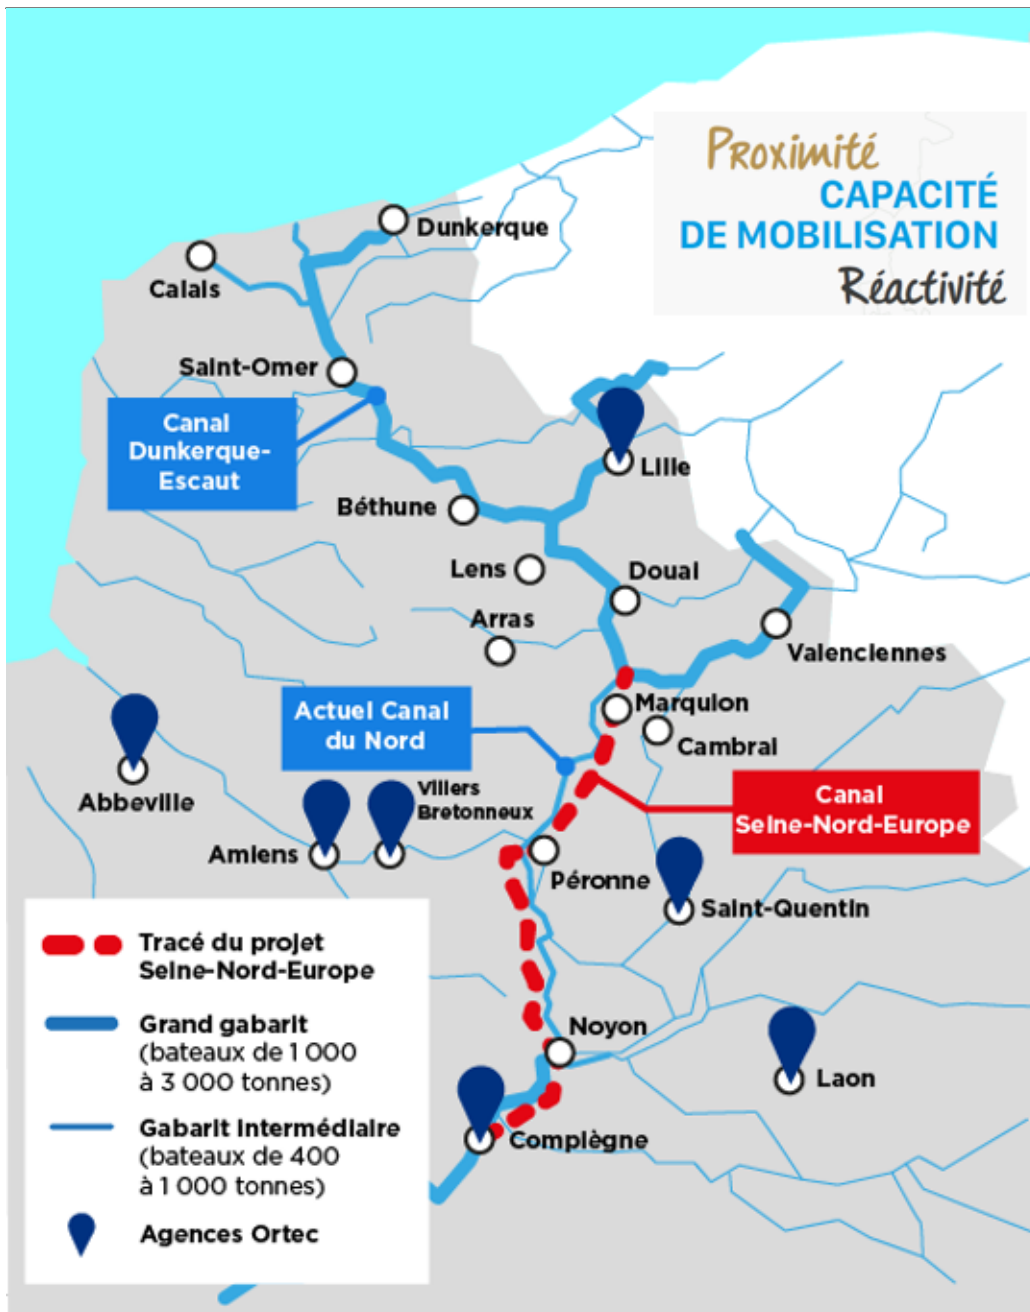 Proximité
CAPACITÉ
DE MOBILISATION
Réactivité
Dunkerque
Calais
Saint-Omer
Canal
Dunkerque-
Escaut
Lille
Béthune
Lens
Douai
Arras
Valenciennes
Marquion
Actuel Canal
du Nord
Cambrai
Abbeville
Villers
Bretonneux
Canal
Seine-Nord-Europe
Amiens
Péronne
Saint-Quentin
Tracé du projet
Seine-Nord-Europe
Noyon
Grand gabarit
(bateaux de 1 000
à 3 000 tonnes)
Laon
Gabarit intermédiaire
(bateaux de 400
à 1 000 tonnes)
Compiègne
Agences Ortec